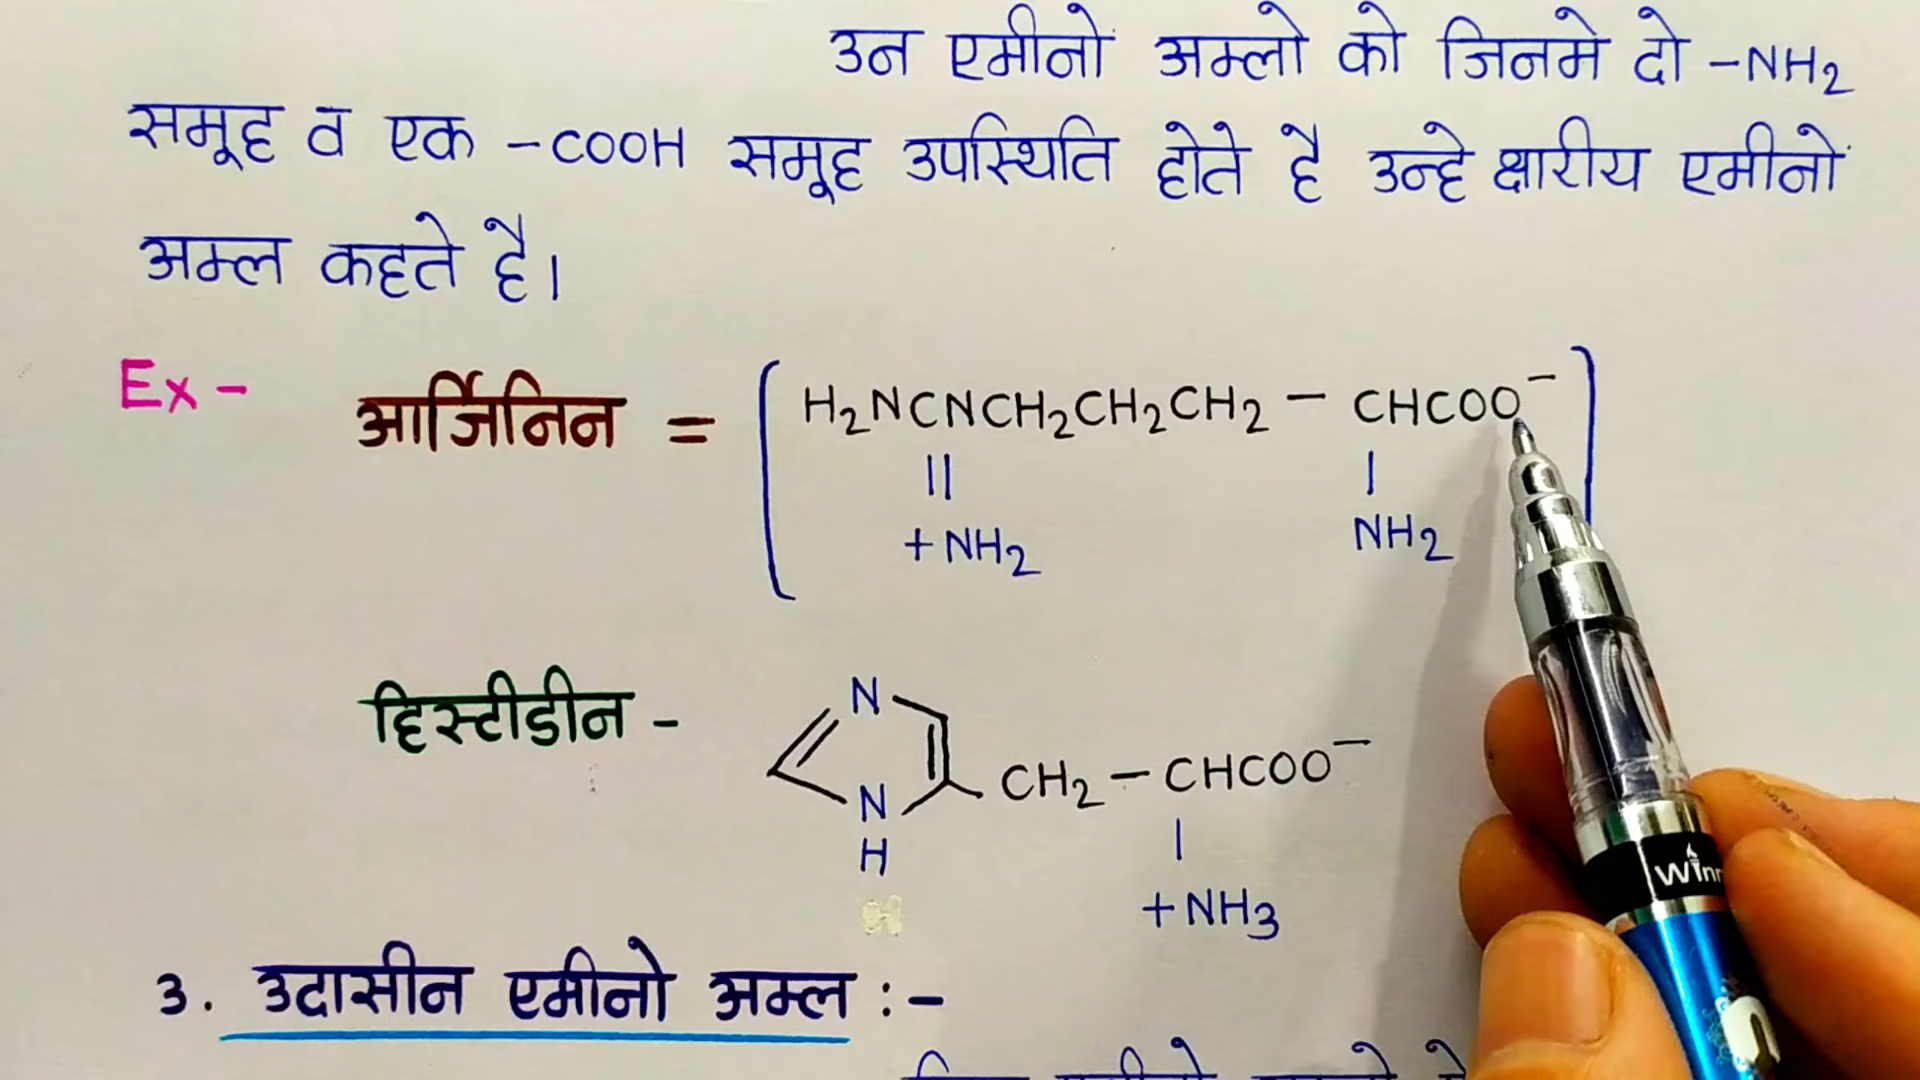 उन एमीनो अम्लो को जिनमे दो -NH2
समूह व एक -COOH समूह उपस्थिति होते है उन्हे क्षारीय एमीनो
अम्ल कहते है।
Ex - आर्जिनिन = [ H2NCNCH2CH2CH2 - CHCOO- ]
|| |
+NH2 NH2
हिस्टीडीन -
N
CH2 - CHCOO-
N |
H +NH3
3. उदासीन एमीनो अम्ल :-
Winn